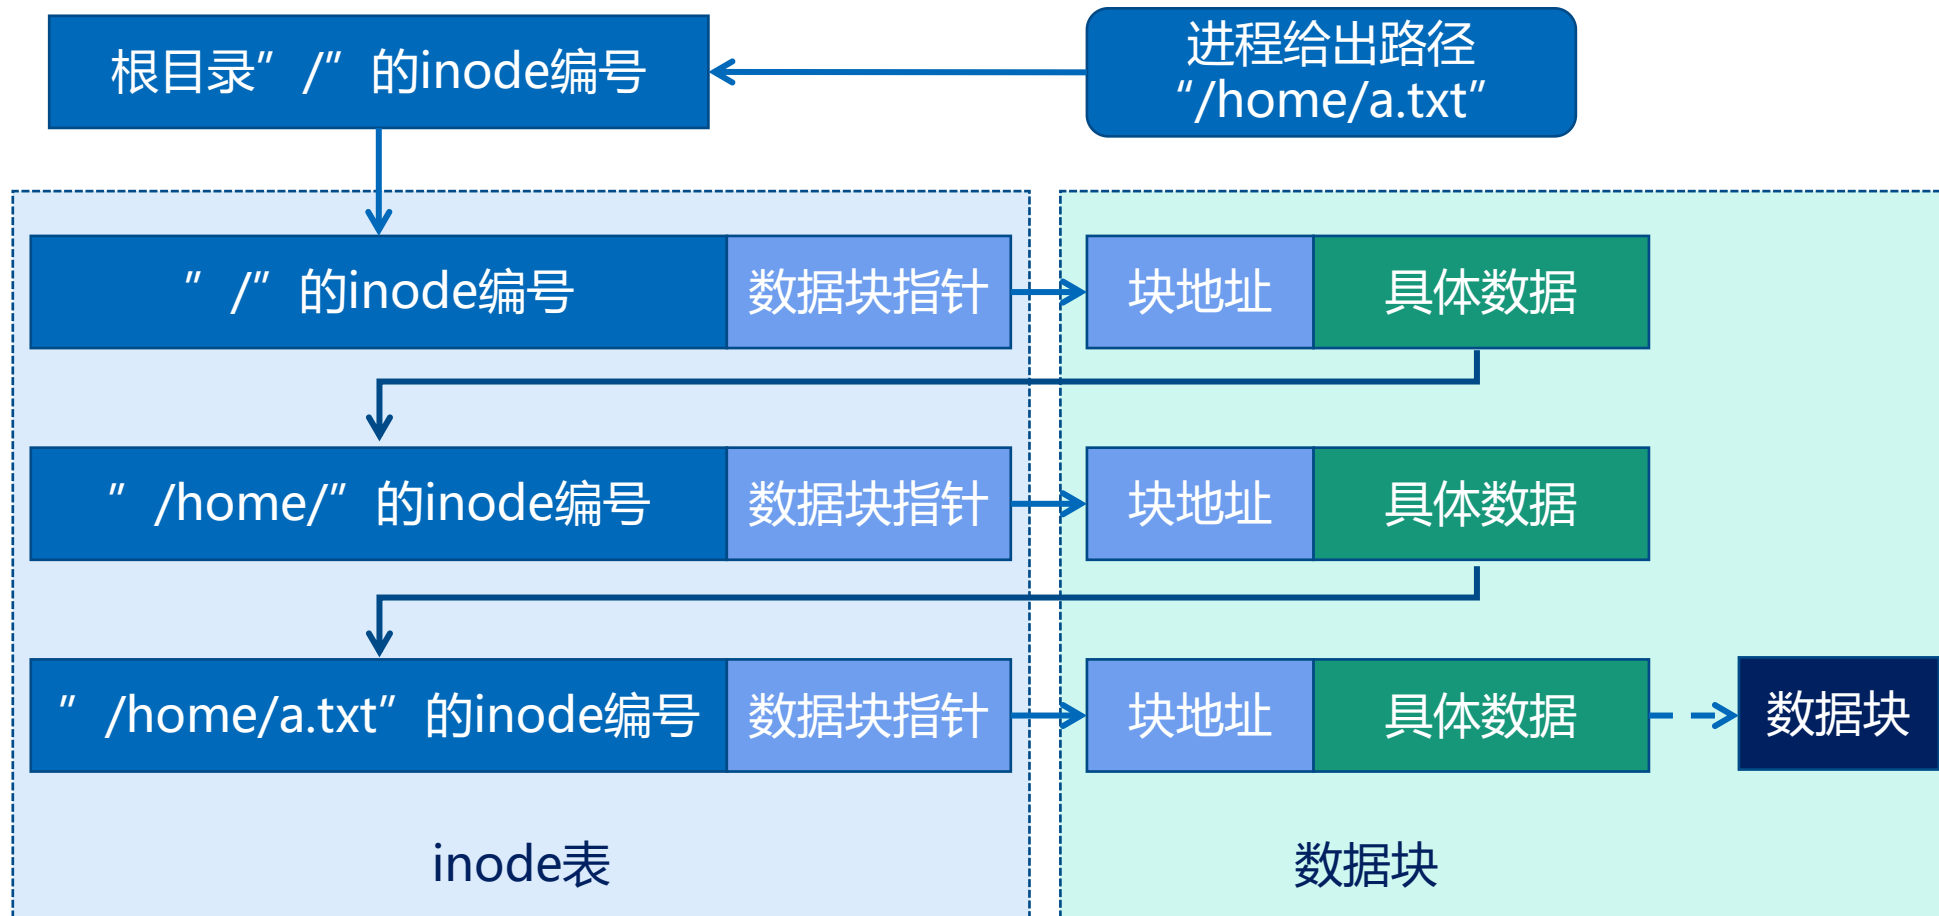 根目录”/”的inode编号
进程给出路径
“/home/a.txt”
”/”的inode编号
数据块指针
块地址
具体数据
”/home/”的inode编号
数据块指针
块地址
具体数据
”/home/a.txt”的inode编号
数据块指针
块地址
具体数据
数据块
inode表
数据块